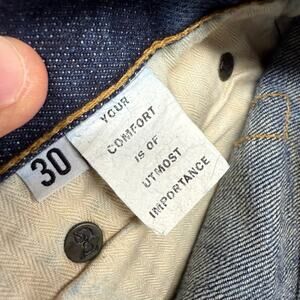 YOUR
COMFORT
IS OF
UTMOST
IMPORTANCE
30